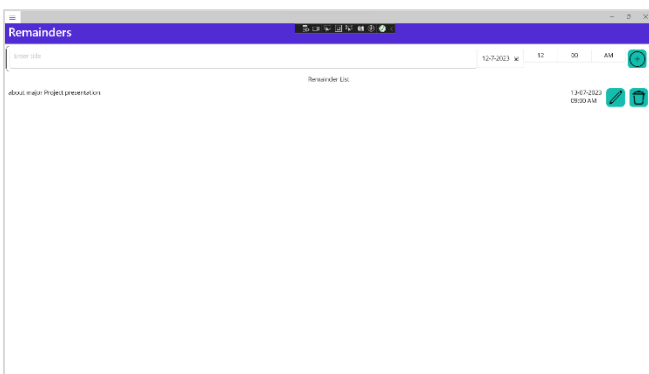 Remainders
Enter title
12-7-2023
12 00 AM
Remainder List
about major Project presentation
13-07-2023
09:00 AM